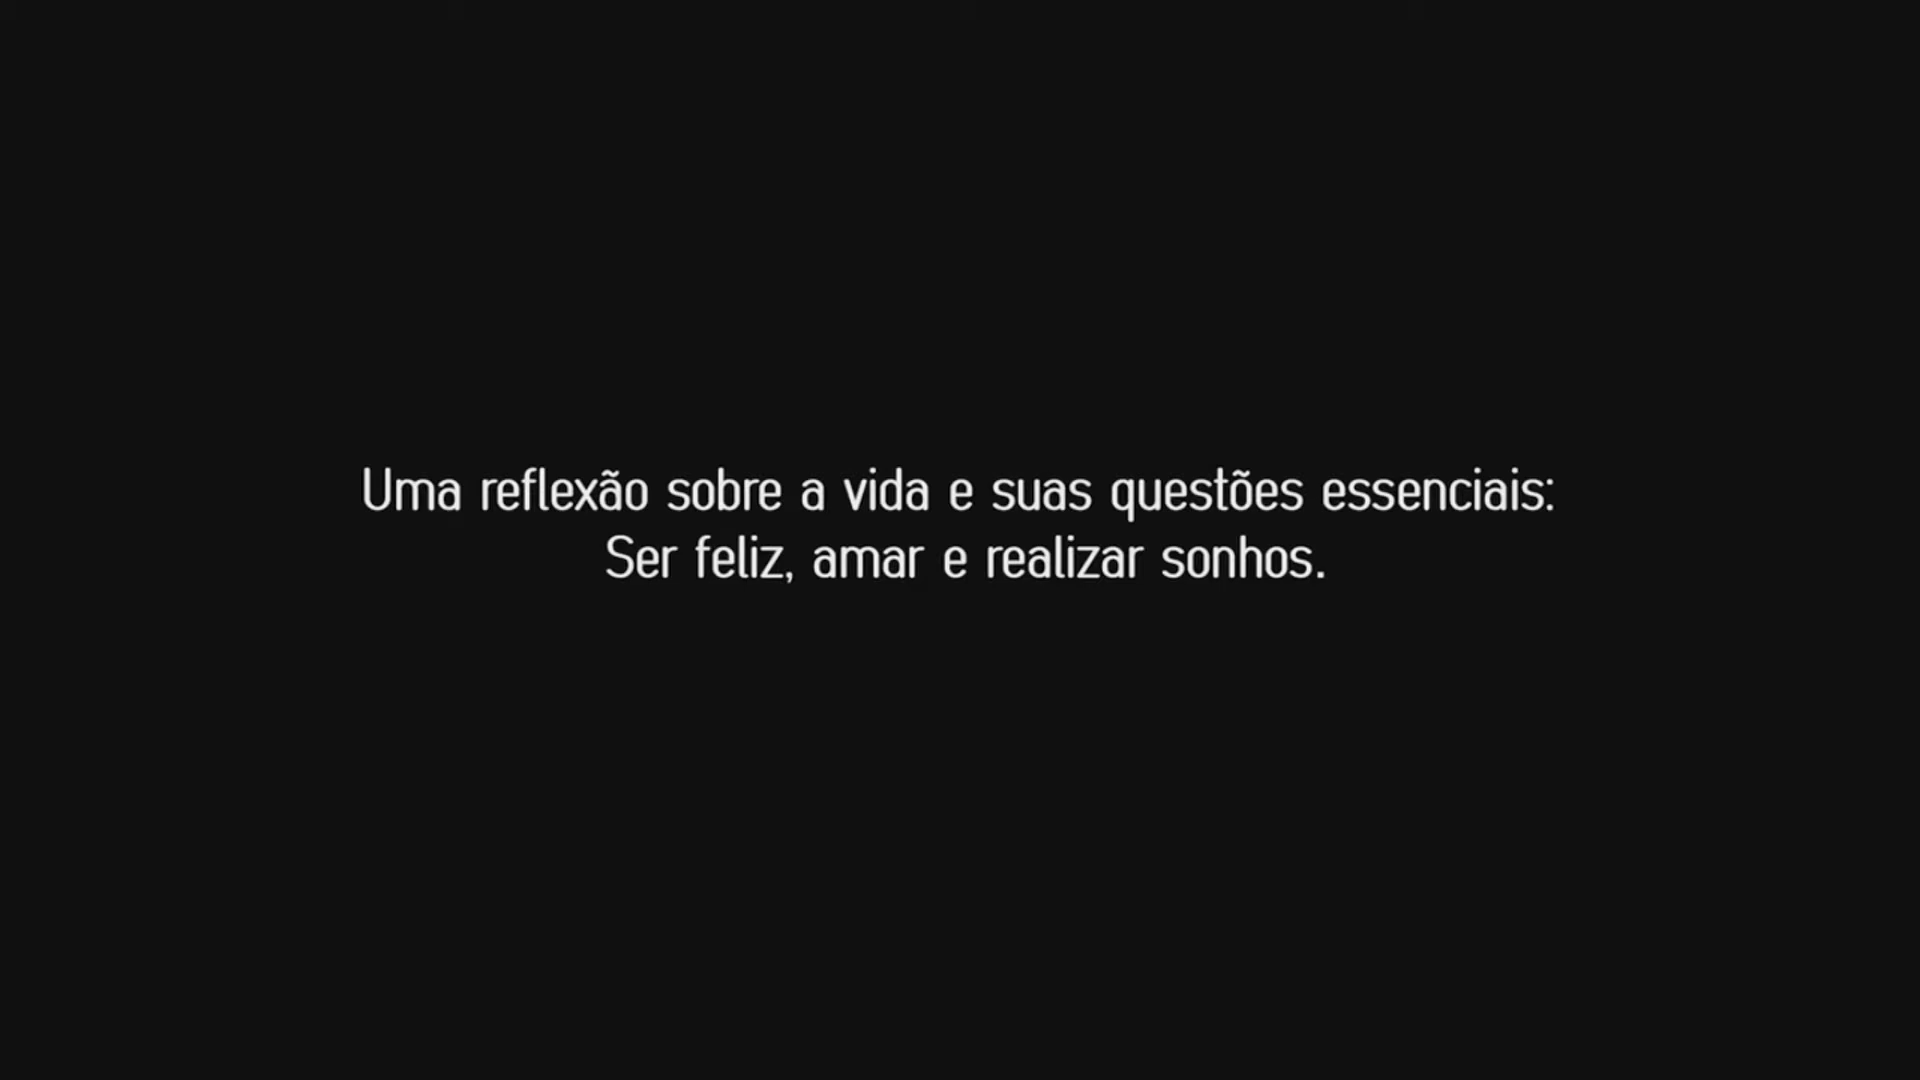 Uma reflexão sobre a vida e suas questões essenciais:
Ser feliz, amar e realizar sonhos.